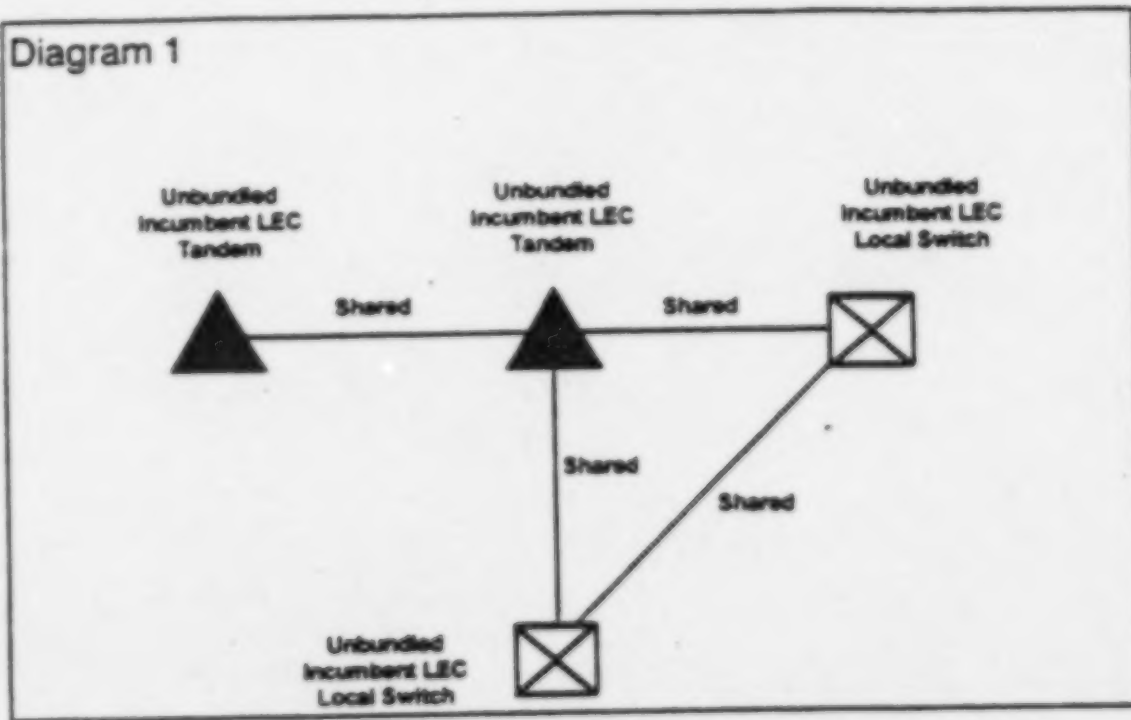 Diagram 1
Unbundled
Incumbent LEC
Tandem
Unbundled
Incumbent LEC
Tandem
Unbundled
Incumbent LEC
Local Switch
Shared
Shared
Shared
Shared
Unbundled
Incumbent LEC
Local Switch